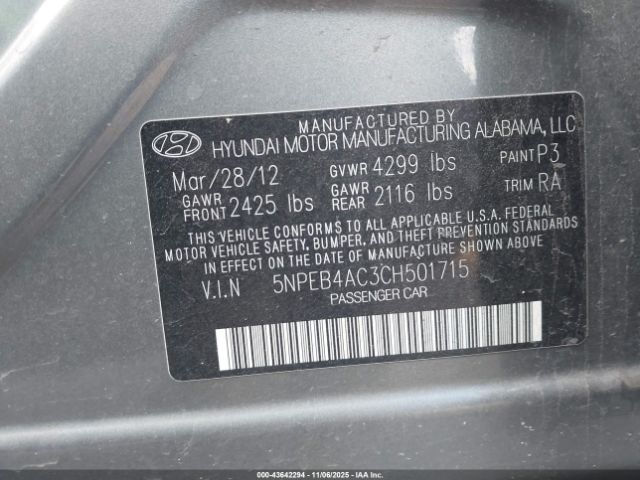 MANUFACTURED BY
HYUNDAI MOTOR MANUFACTURING ALABAMA, LLC
Mar/28/12 GVWR 4299 lbs PAINT P3
GAWR FRONT 2425 lbs GAWR REAR 2116 lbs TRIM RA
THIS VEHICLE CONFORMS TO ALL APPLICABLE U.S.A. FEDERAL
MOTOR VEHICLE SAFETY, BUMPER, AND THEFT PREVENTION
STANDARDS IN EFFECT ON THE DATE OF MANUFACTURE SHOWN ABOVE.
V.I.N 5NPEB4AC3CH501715
PASSENGER CAR
000-43642294 - 11/06/2025 - IAAI.COM